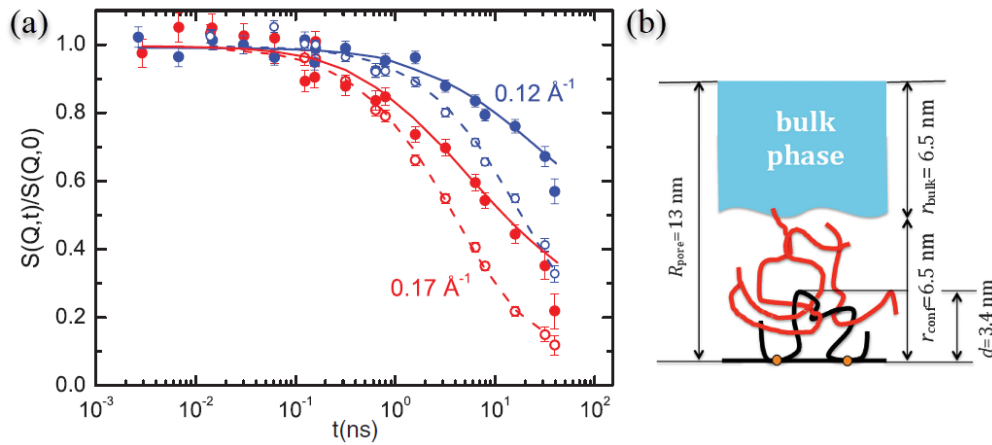 (a)
1.0
0.8
0.6
0.4
0.2
0.0
S(Q,t)/S(Q,0)
0.12 Å⁻¹
0.17 Å⁻¹
10⁻³
10⁻²
10⁻¹
10⁰
10¹
10²
t(ns)
(b)
bulk
phase
R_pore= 13 nm
r_bulk= 6.5 nm
r_conf=6.5 nm
d=3.4 nm